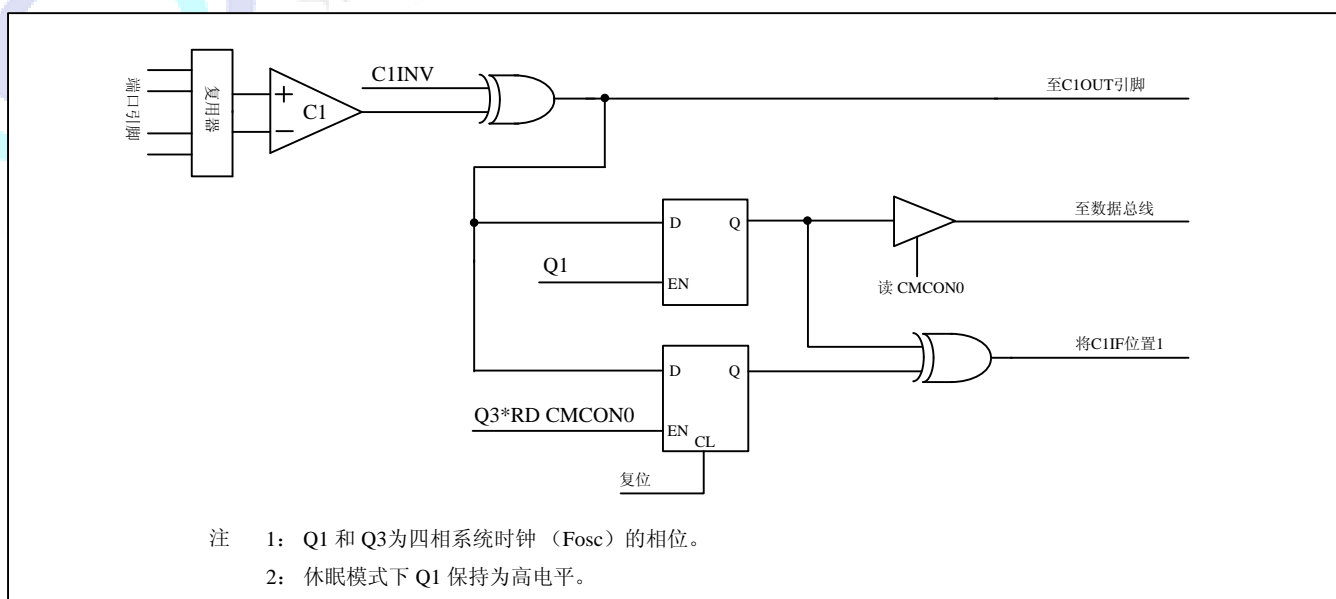 端口引脚
复用器
+
−
C1
C1INV
至C1OUT引脚
D
Q
至数据总线
Q1
EN
读 CMCON0
D
Q
将C1IF位置1
Q3*RD CMCON0
EN
CL
复位
注 1： Q1 和 Q3为四相系统时钟 （Fosc）的相位。
2： 休眠模式下 Q1 保持为高电平。